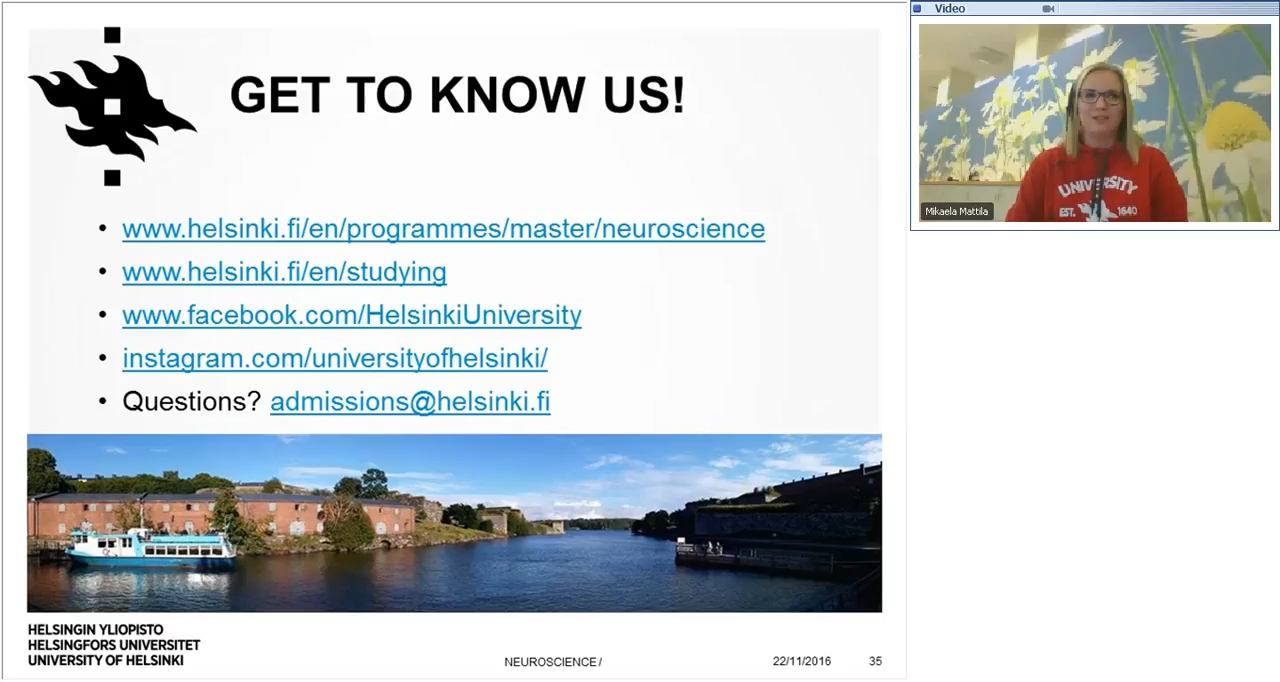 GET TO KNOW US!
www.helsinki.fi/en/programmes/master/neuroscience
www.helsinki.fi/en/studying
www.facebook.com/HelsinkiUniversity
instagram.com/universityofhelsinki/
Questions? admissions@helsinki.fi
HELSINGIN YLIOPISTO
HELSINGFORS UNIVERSITET
UNIVERSITY OF HELSINKI
NEUROSCIENCE /
22/11/2016
35
Video
UNIVERSITY
EST. 1640
Mikaela Mattila